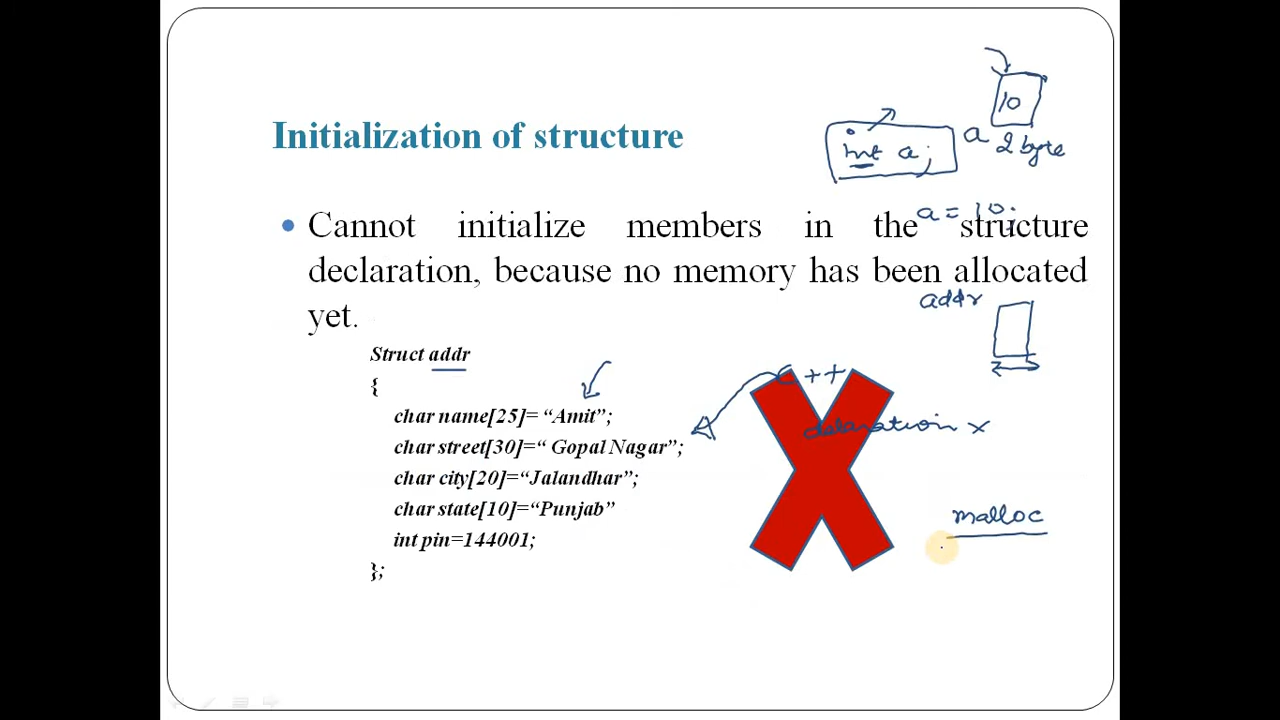 10
Initialization of structure
int a;
a 2 byte
a = 10;
• Cannot initialize members in the structure
declaration, because no memory has been allocated
yet.
addr
Struct addr
{
C++
char name[25]= “Amit”;
declaration x
char street[30]=“ Gopal Nagar”;
char city[20]=“Jalandhar”;
char state[10]=“Punjab”
malloc
int pin=144001;
};